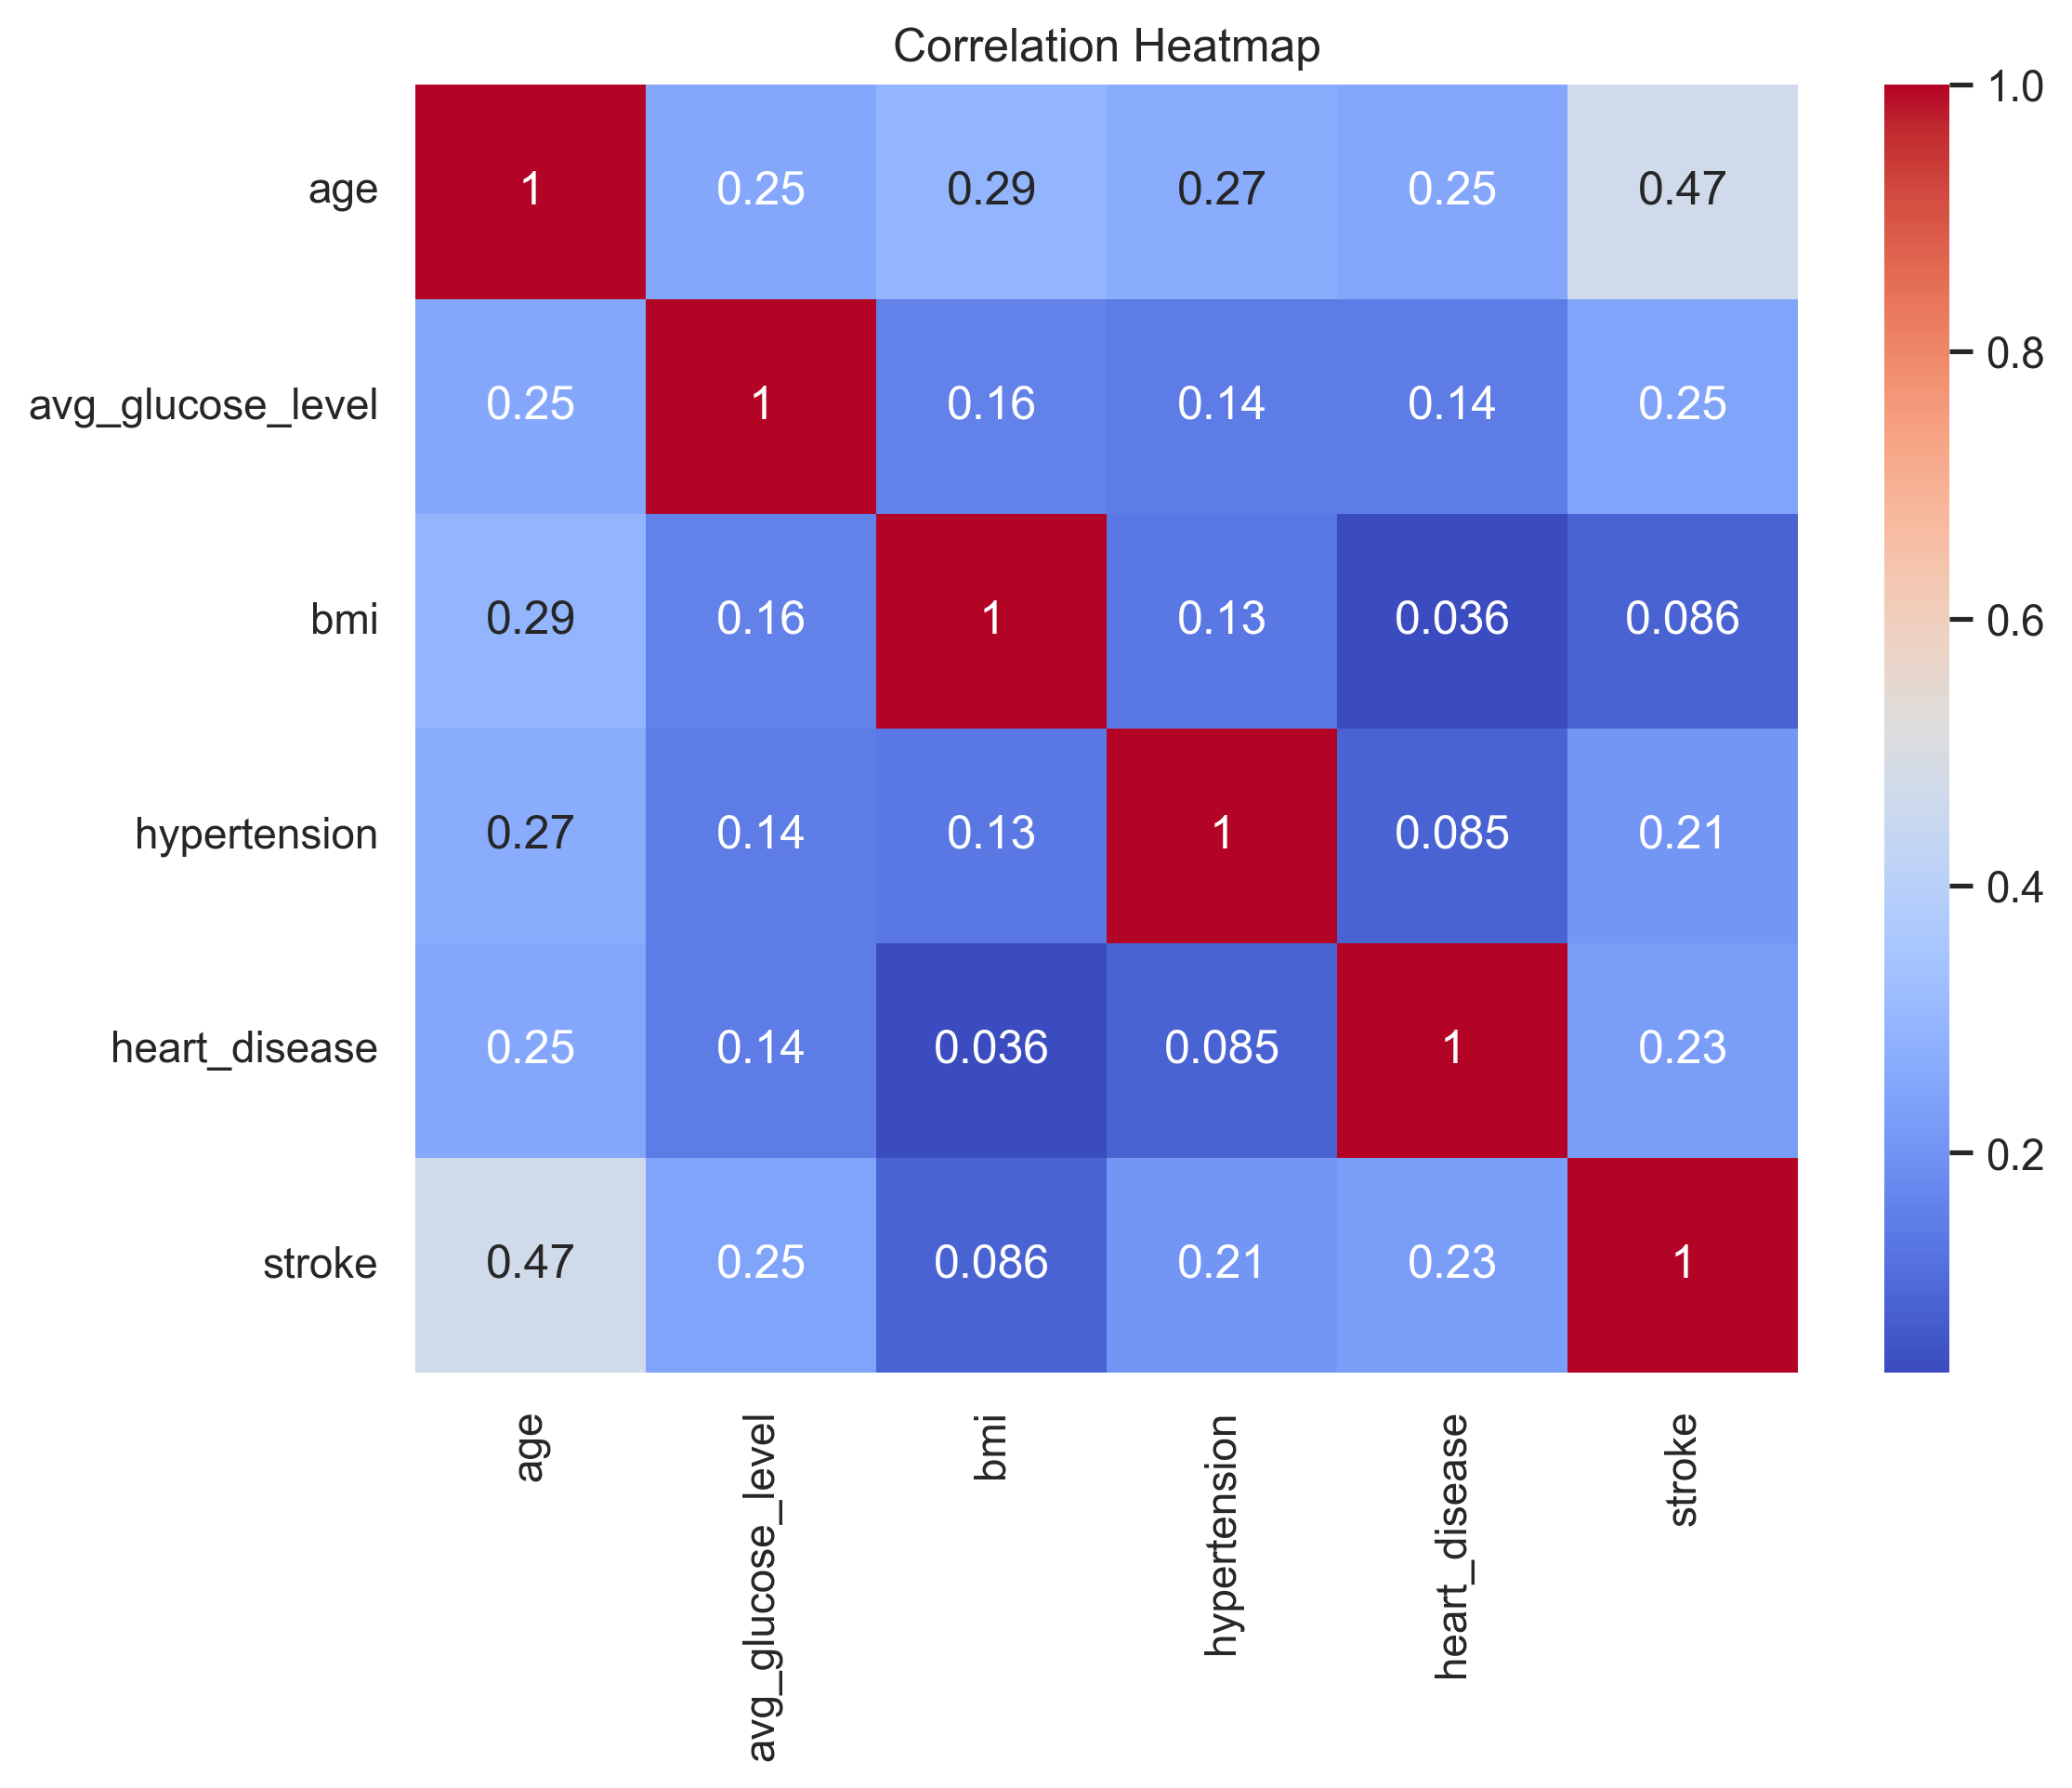 Correlation Heatmap
age 1 0.25 0.29 0.27 0.25 0.47
avg_glucose_level 0.25 1 0.16 0.14 0.14 0.25
bmi 0.29 0.16 1 0.13 0.036 0.086
hypertension 0.27 0.14 0.13 1 0.085 0.21
heart_disease 0.25 0.14 0.036 0.085 1 0.23
stroke 0.47 0.25 0.086 0.21 0.23 1
age avg_glucose_level bmi hypertension heart_disease stroke
1.0
0.8
0.6
0.4
0.2